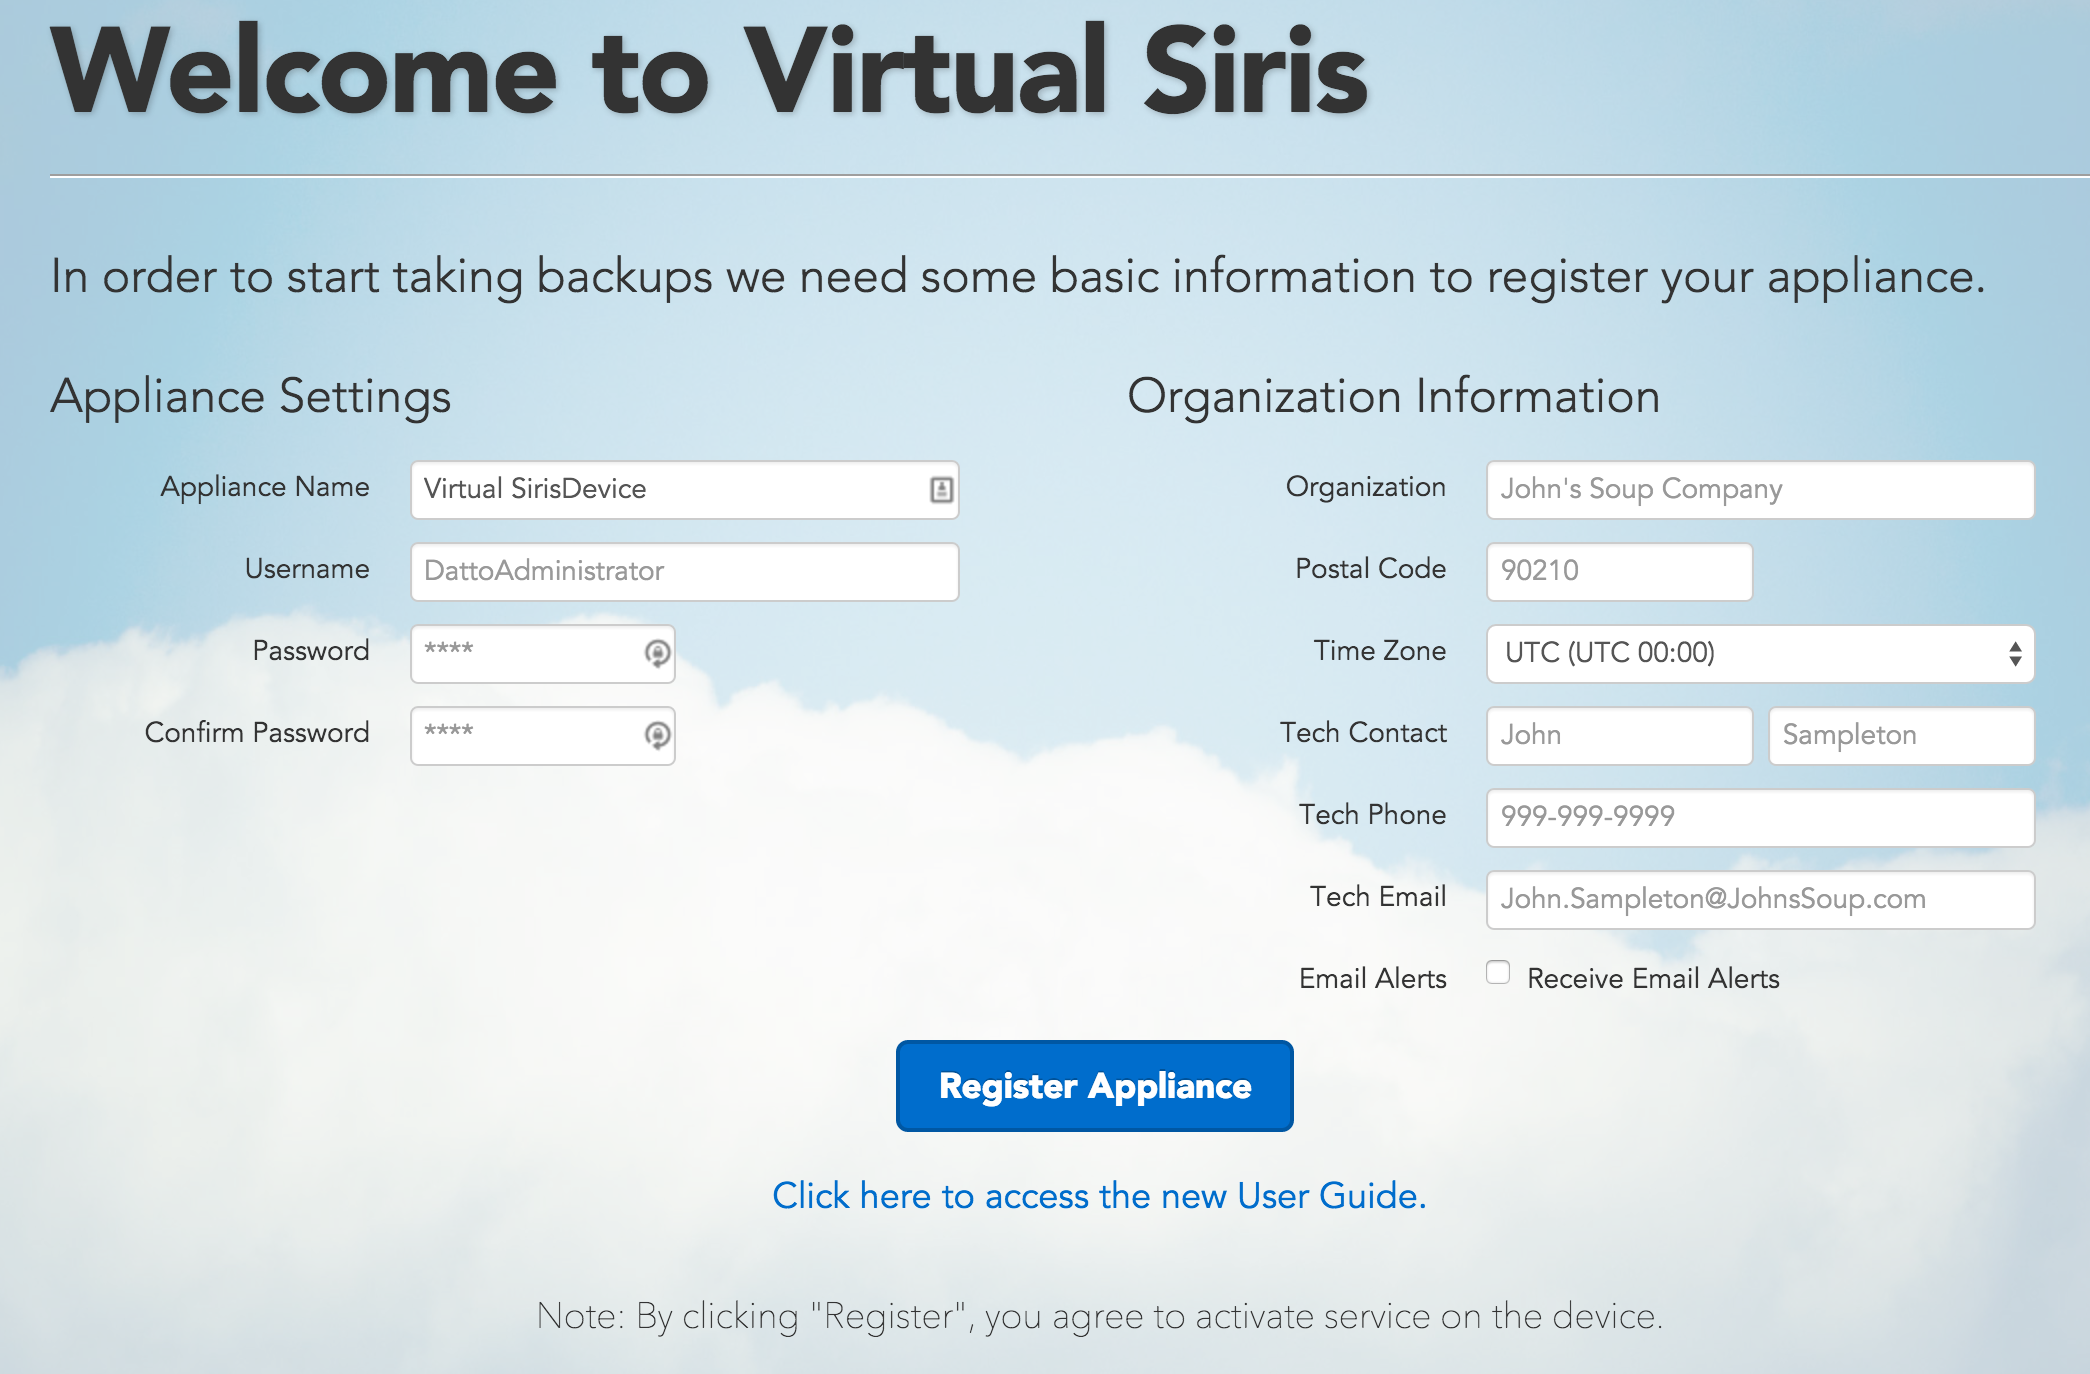 Welcome to Virtual Siris
In order to start taking backups we need some basic information to register your appliance.
Appliance Settings
Appliance Name Virtual SirisDevice
Username DattoAdministrator
Password ****
Confirm Password ****
Organization Information
Organization John's Soup Company
Postal Code 90210
Time Zone UTC (UTC 00:00)
Tech Contact John Sampleton
Tech Phone 999-999-9999
Tech Email John.Sampleton@JohnsSoup.com
Email Alerts Receive Email Alerts
Register Appliance
Click here to access the new User Guide.
Note: By clicking "Register", you agree to activate service on the device.